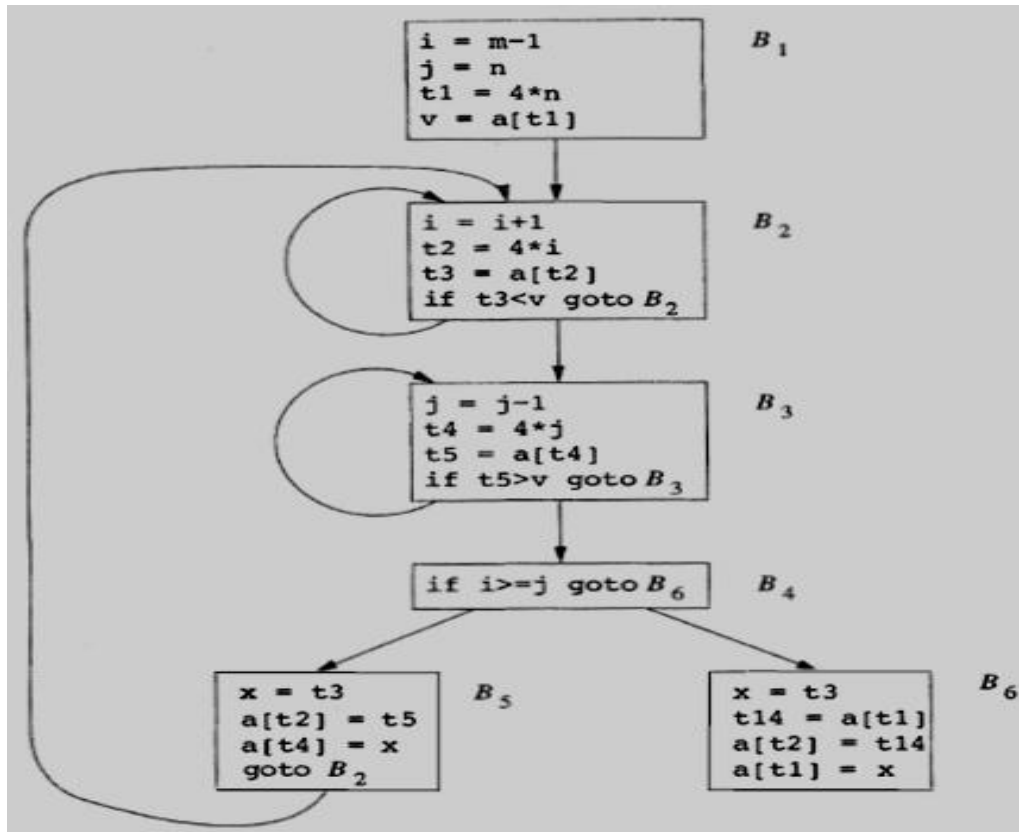 i = m-1
j = n
t1 = 4*n
v = a[t1]
B1
i = i+1
t2 = 4*i
t3 = a[t2]
if t3<v goto B2
B2
j = j-1
t4 = 4*j
t5 = a[t4]
if t5>v goto B3
B3
if i>=j goto B6
B4
x = t3
a[t2] = t5
a[t4] = x
goto B2
B5
x = t3
t14 = a[t1]
a[t2] = t14
a[t1] = x
B6